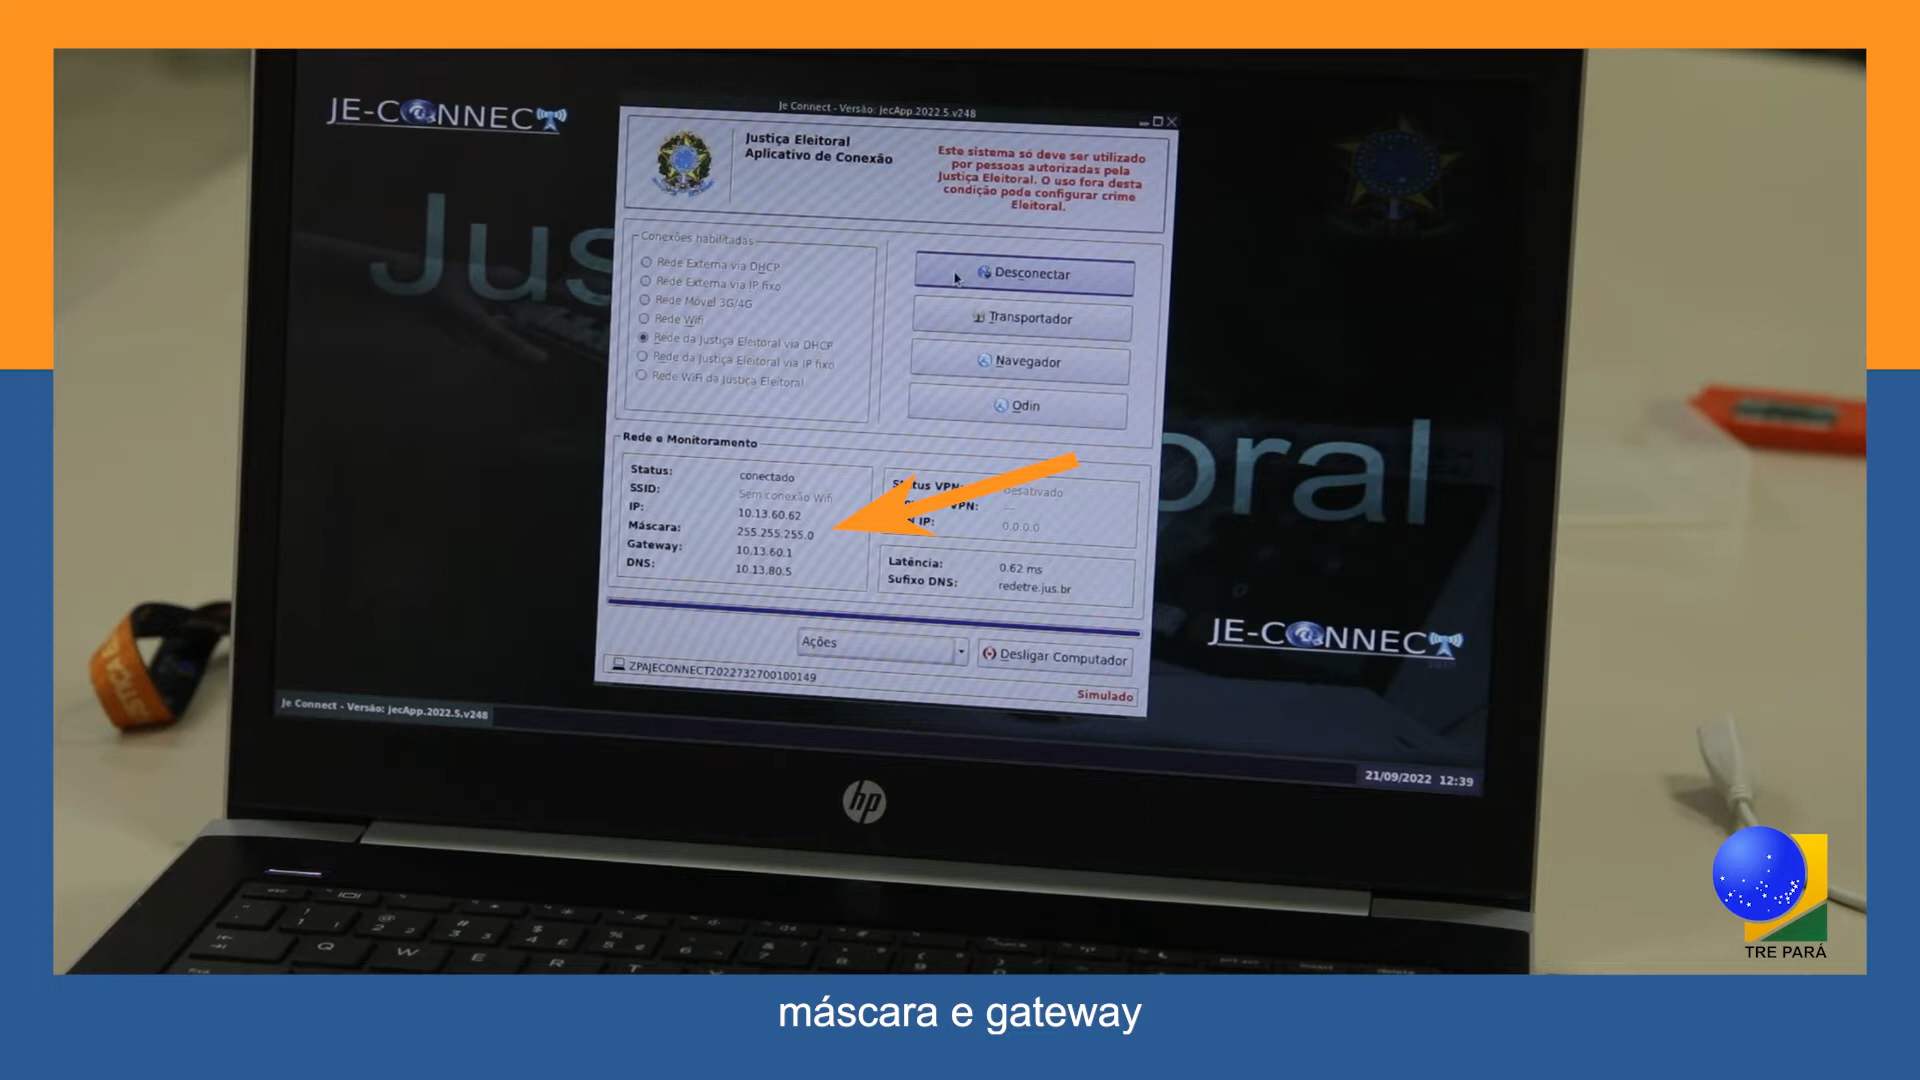 JE-CONNECT
Je Connect - Versão: jecApp.2022.5.v248
Justiça Eleitoral
Aplicativo de Conexão
Este sistema só deve ser utilizado
por pessoas autorizadas pela
Justiça Eleitoral. O uso fora desta
condição pode configurar crime
Eleitoral.
Jus
oral
Conexões habilitadas
Rede Externa via DHCP
Rede Externa via IP fixo
Rede Móvel 3G/4G
Rede Wifi
Rede da Justiça Eleitoral via DHCP
Rede da Justiça Eleitoral via IP fixo
Rede WiFi da Justiça Eleitoral
Desconectar
Transportador
Navegador
Odin
Rede e Monitoramento
Status: conectado
SSID: Sem conexão Wifi
IP: 10.13.60.62
Máscara: 255.255.255.0
Gateway: 10.13.60.1
DNS: 10.13.80.5
Status VPN: desativado
VPN: ---
IP: 0.0.0.0
Latência: 0.62 ms
Sufixo DNS: redetre.jus.br
Ações
Desligar Computador
ZPAJECONNECT2022732700100149
Simulado
JE-CONNECT
Je Connect - Versão: jecApp.2022.5.v248
21/09/2022 12:39
hp
Q W E R T
TRE PARÁ
máscara e gateway